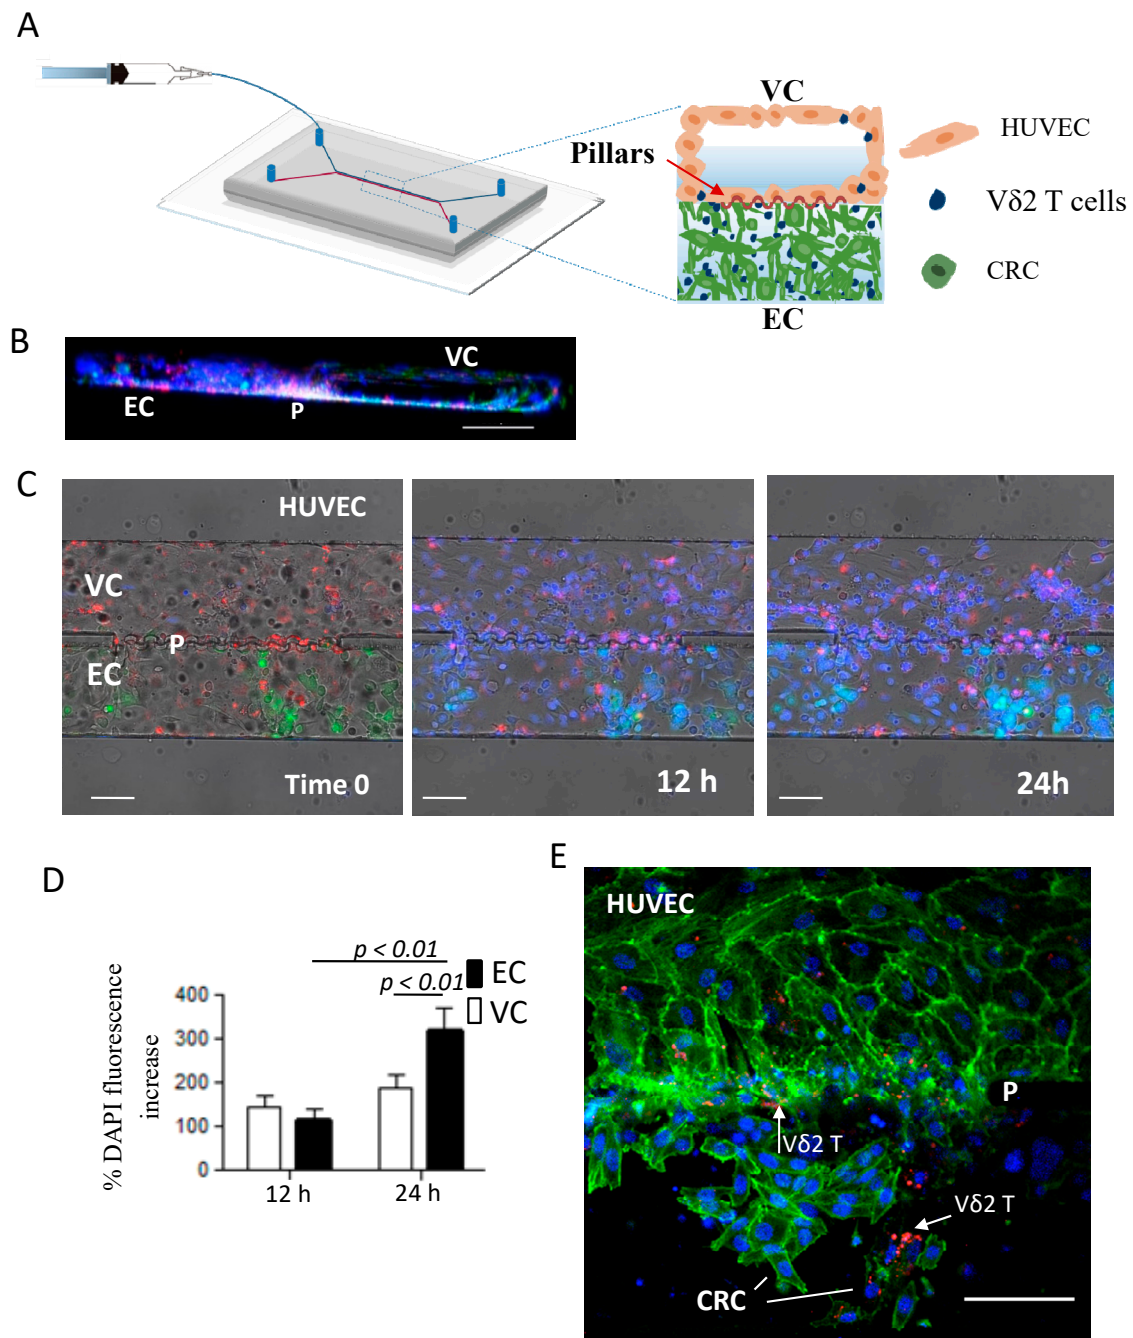 A
VC
Pillars
HUVEC
Vδ2 T cells
CRC
EC
B
VC
EC
P
C
HUVEC
VC
P
EC
Time 0
12 h
24h
D
p < 0.01
p < 0.01
EC
VC
% DAPI fluorescence
increase
400
300
200
100
0
12 h
24 h
E
HUVEC
P
Vδ2 T
Vδ2 T
CRC